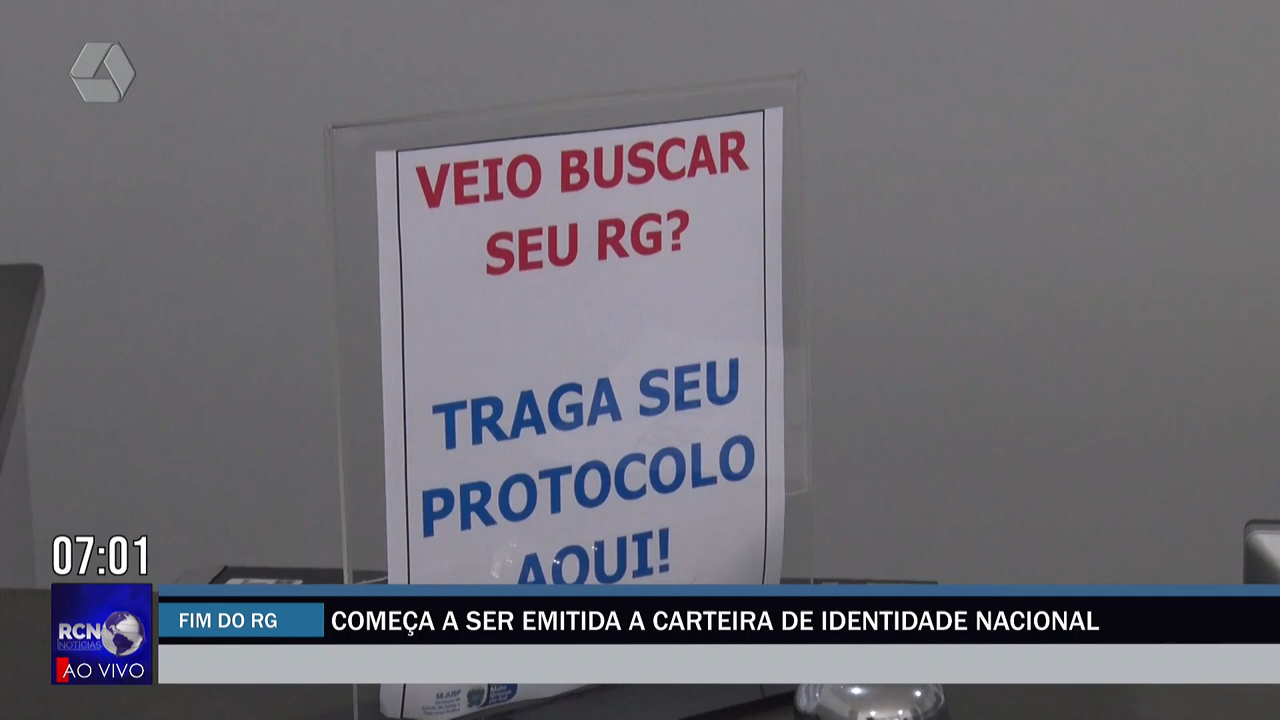 VEIO BUSCAR
SEU RG?
TRAGA SEU
PROTOCOLO
AQUI!
07:01
RCN
NOTÍCIAS
AO VIVO
FIM DO RG
COMEÇA A SER EMITIDA A CARTEIRA DE IDENTIDADE NACIONAL
SEJUSP